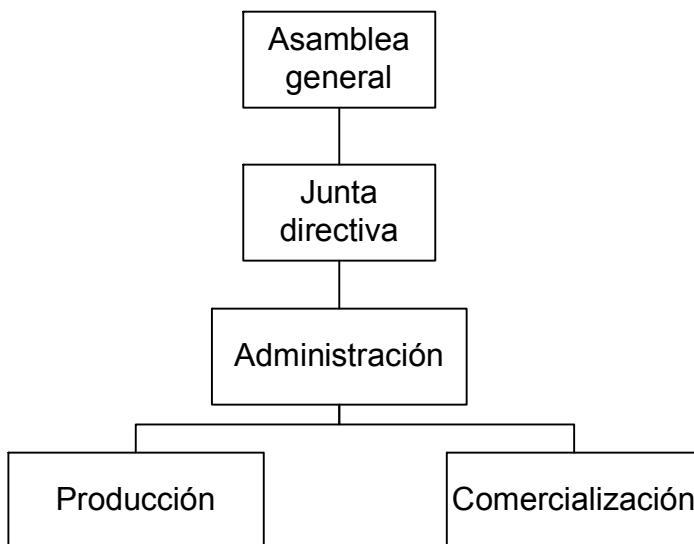 Asamblea
general
Junta
directiva
Administración
Producción
Comercialización